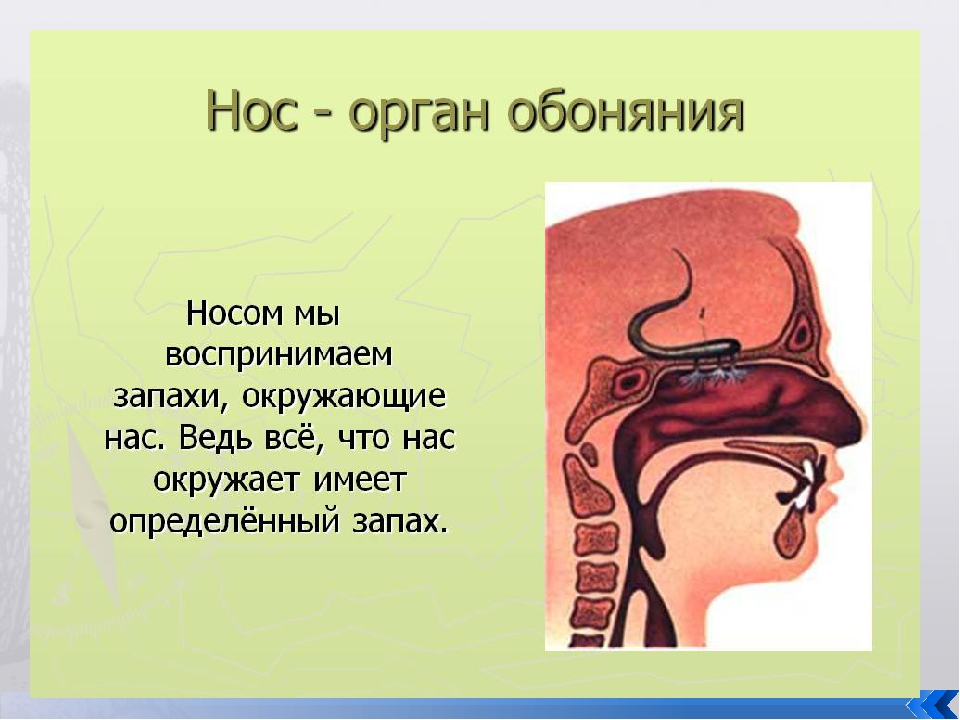 Нос - орган обоняния
Носом мы
воспринимаем
запахи, окружающие
нас. Ведь всё, что нас
окружает имеет
определённый запах.